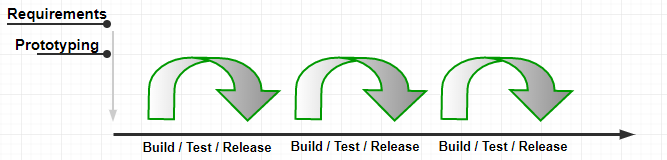 Requirements
Prototyping
Build / Test / Release
Build / Test / Release
Build / Test / Release